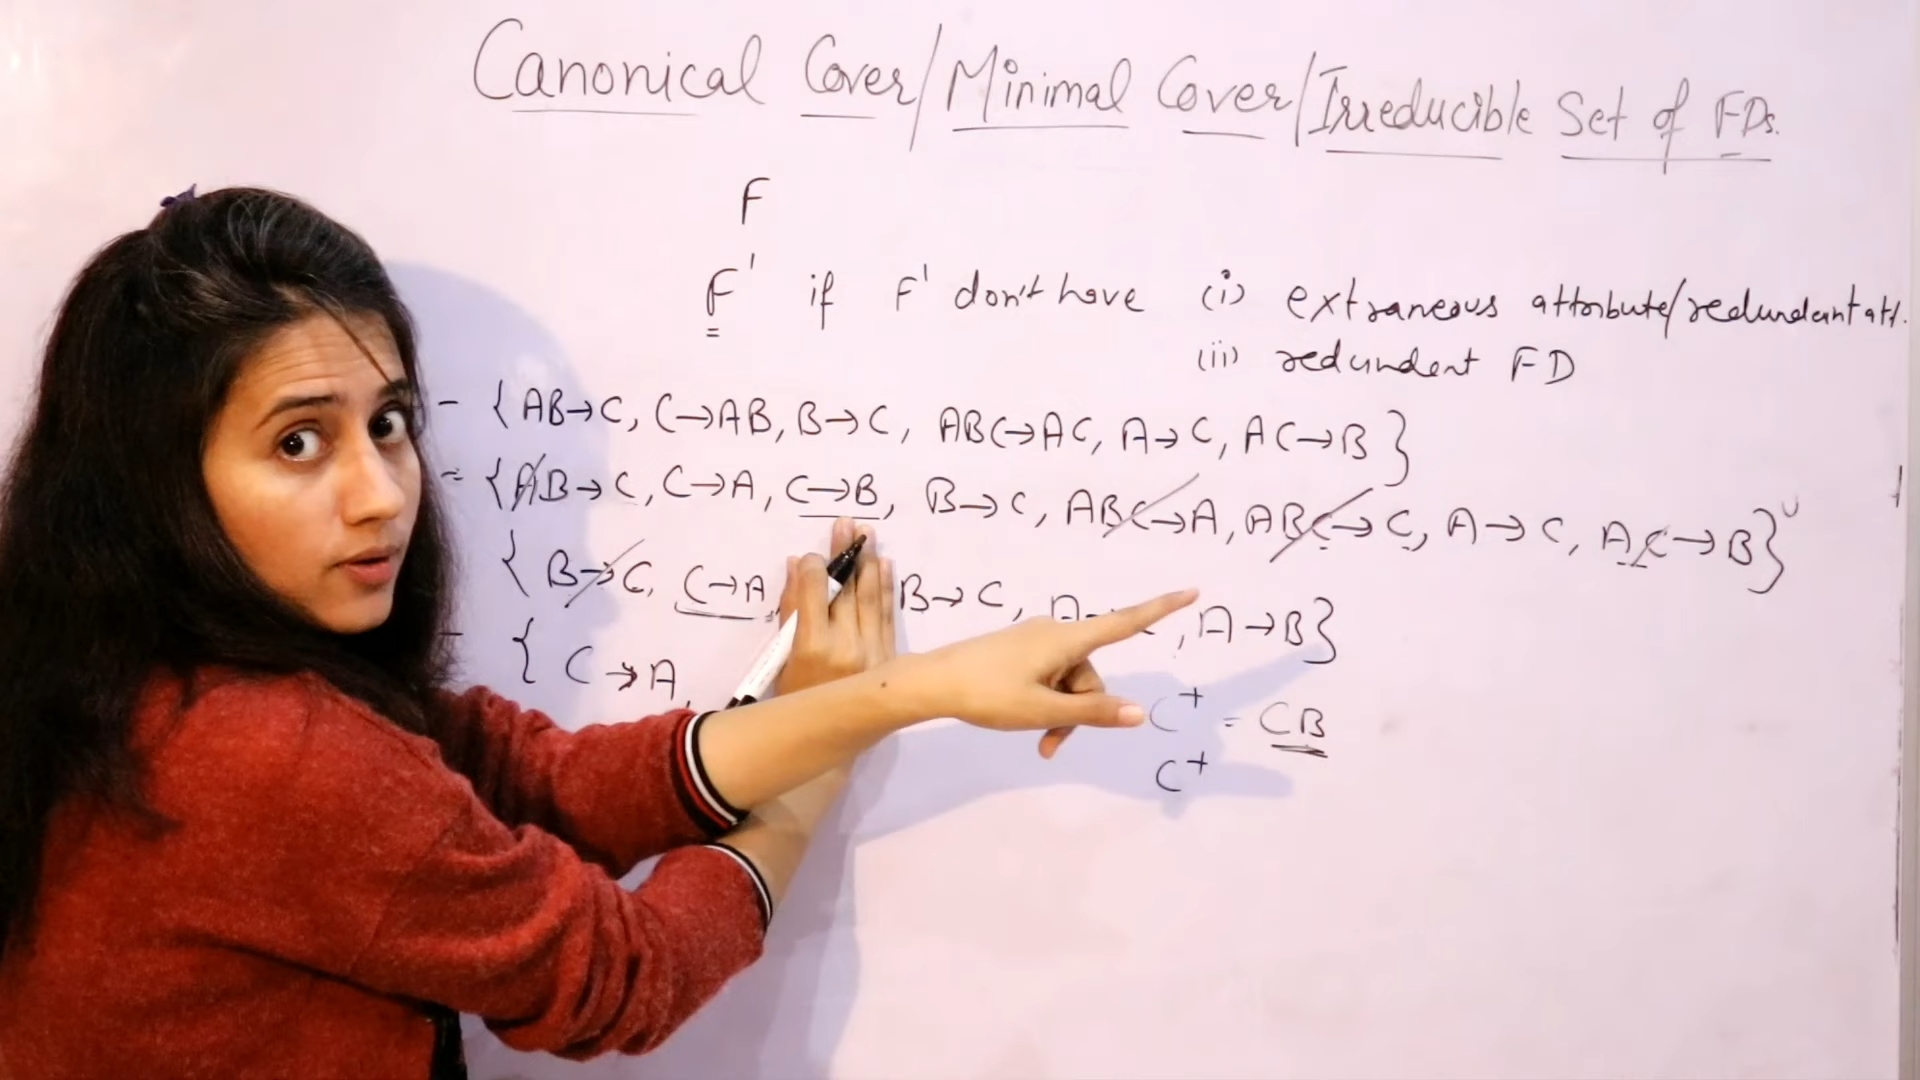 Canonical Cover/Minimal Cover/Irreducible Set of FDs.
F
F' if F' don't have (i) extraneous attribute/redundant att.
(ii) redundent FD
- {AB→C, C→AB, B→C, ABC→AC, A→C, AC→B}
= {AB→C, C→A, C→B, B→C, ABC→A, ABC→C, A→C, AC→B}
{B→C, C→A, B→C, A→B}
- {C→A,
C⁺ = CB
C⁺